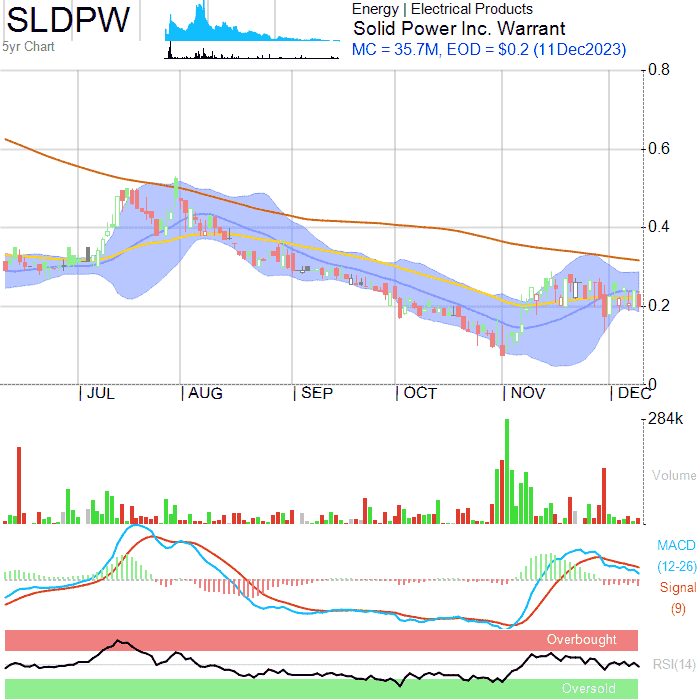 SLDPW
5yr Chart
Energy | Electrical Products
Solid Power Inc. Warrant
MC = 35.7M, EOD = $0.2 (11Dec2023)
0.8
0.6
0.4
0.2
0
| JUL | AUG | SEP | OCT | NOV | DEC
284k
Volume
MACD
(12-26)
Signal
(9)
Overbought
RSI(14)
Oversold